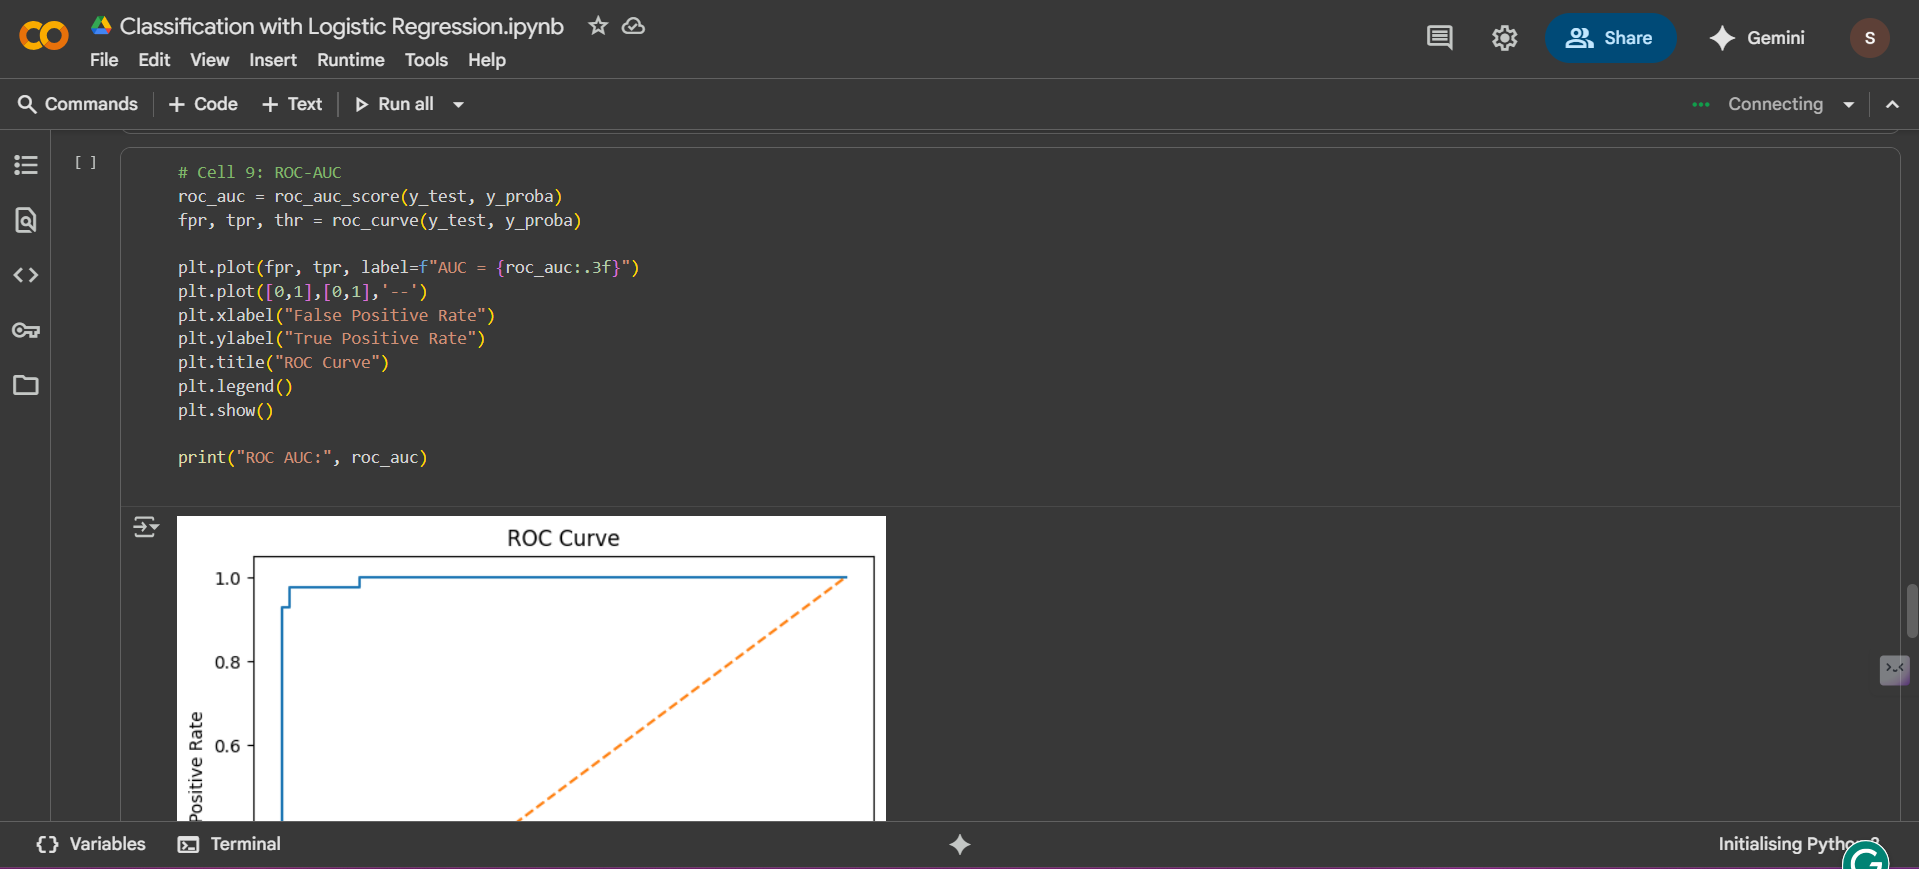 Classification with Logistic Regression.ipynb
File Edit View Insert Runtime Tools Help
Share
Gemini
S
Commands + Code + Text Run all
Connecting
[ ]
# Cell 9: ROC-AUC
roc_auc = roc_auc_score(y_test, y_proba)
fpr, tpr, thr = roc_curve(y_test, y_proba)
plt.plot(fpr, tpr, label=f"AUC = {roc_auc:.3f}")
plt.plot([0,1],[0,1],'--')
plt.xlabel("False Positive Rate")
plt.ylabel("True Positive Rate")
plt.title("ROC Curve")
plt.legend()
plt.show()
print("ROC AUC:", roc_auc)
ROC Curve
1.0
0.8
0.6
Positive Rate
Variables
Terminal
Initialising Python